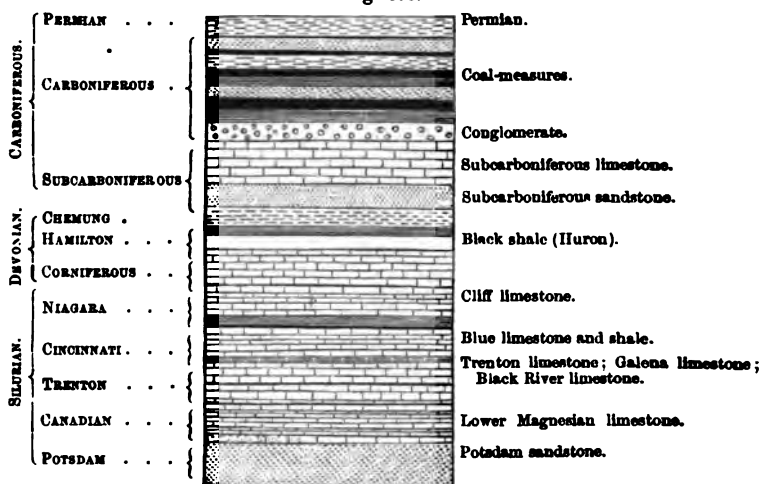 PERMIAN . . . Permian.
CARBONIFEROUS.
CARBONIFEROUS . Coal-measures.
Conglomerate.
Subcarboniferous limestone.
SUBCARBONIFEROUS
Subcarboniferous sandstone.
DEVONIAN.
CHEMUNG .
HAMILTON . . . Black shale (Huron).
CORNIFEROUS . .
SILURIAN.
Cliff limestone.
NIAGARA . . .
Blue limestone and shale.
CINCINNATI . . .
Trenton limestone; Galena limestone;
Black River limestone.
TRENTON . . .
CANADIAN . . . Lower Magnesian limestone.
POTSDAM . . . Potsdam sandstone.